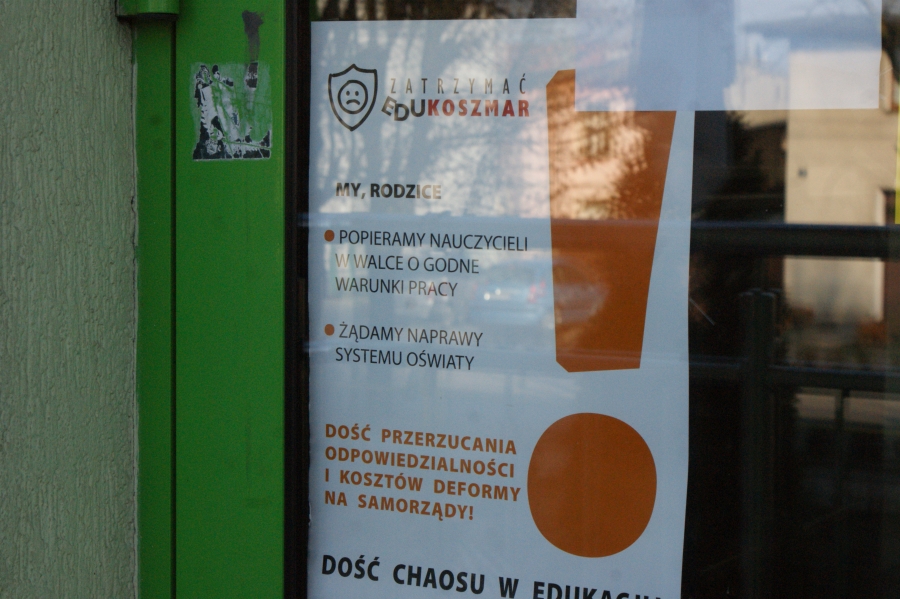 ZATRZYMAĆ
EDUKOSZMAR
MY, RODZICE
POPIERAMY NAUCZYCIELI
W WALCE O GODNE
WARUNKI PRACY
ŻĄDAMY NAPRAWY
SYSTEMU OŚWIATY
DOŚĆ PRZERZUCANIA
ODPOWIEDZIALNOŚCI
I KOSZTÓW DEFORMY
NA SAMORZĄDY!
DOŚĆ CHAOSU W EDUKACJI